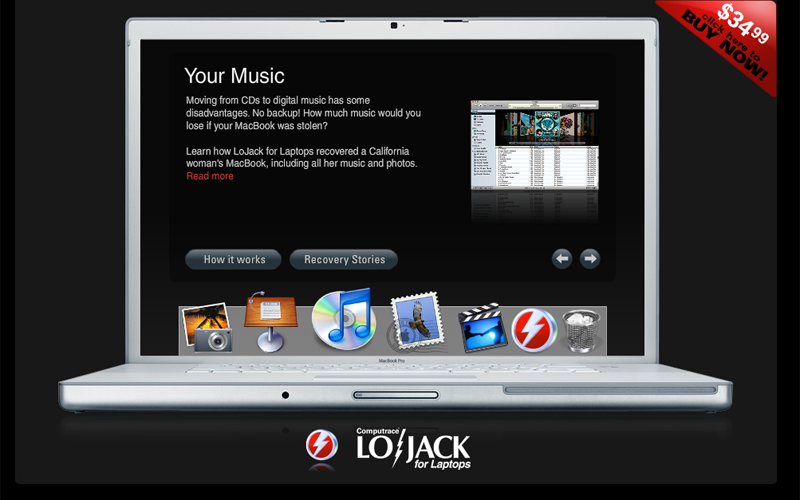 $34.99
click here to
BUY NOW!
Your Music
Moving from CDs to digital music has some
disadvantages. No backup! How much music would you
lose if your MacBook was stolen?
Learn how LoJack for Laptops recovered a California
woman's MacBook, including all her music and photos.
Read more
How it works
Recovery Stories
MacBook Pro
Computrace
LOJACK
for Laptops